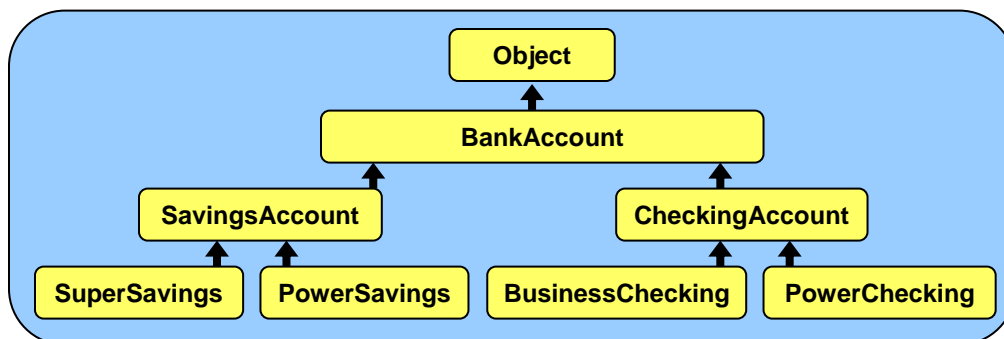 Object
BankAccount
SavingsAccount CheckingAccount
SuperSavings PowerSavings BusinessChecking PowerChecking